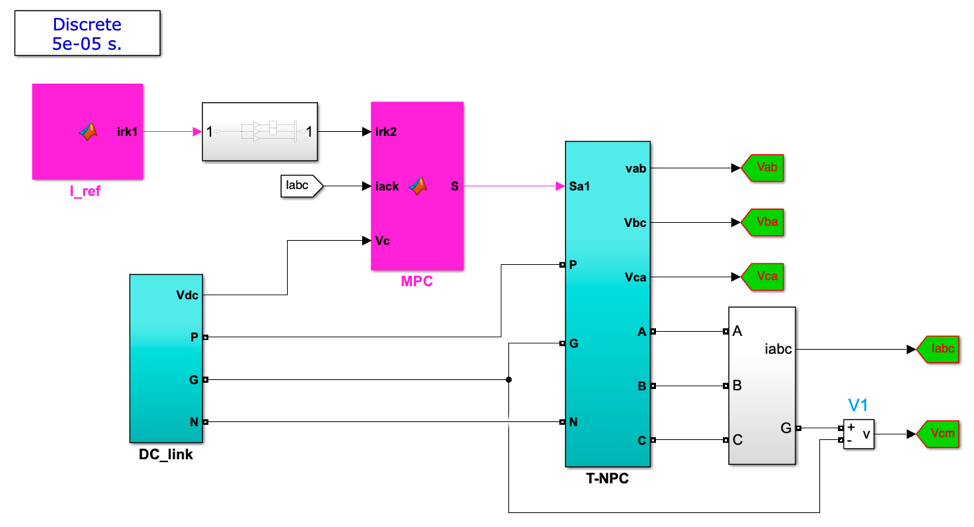 Discrete
5e-05 s.
irk1
I_ref
1
1
irk2
Iabc
iack
Vc
S
MPC
Vdc
P
G
N
DC_link
Sa1
P
G
N
vab
Vbc
Vca
A
B
C
T-NPC
Vab
Vba
Vca
A
B
C
iabc
G
Iabc
V1
+
-
v
Vcm